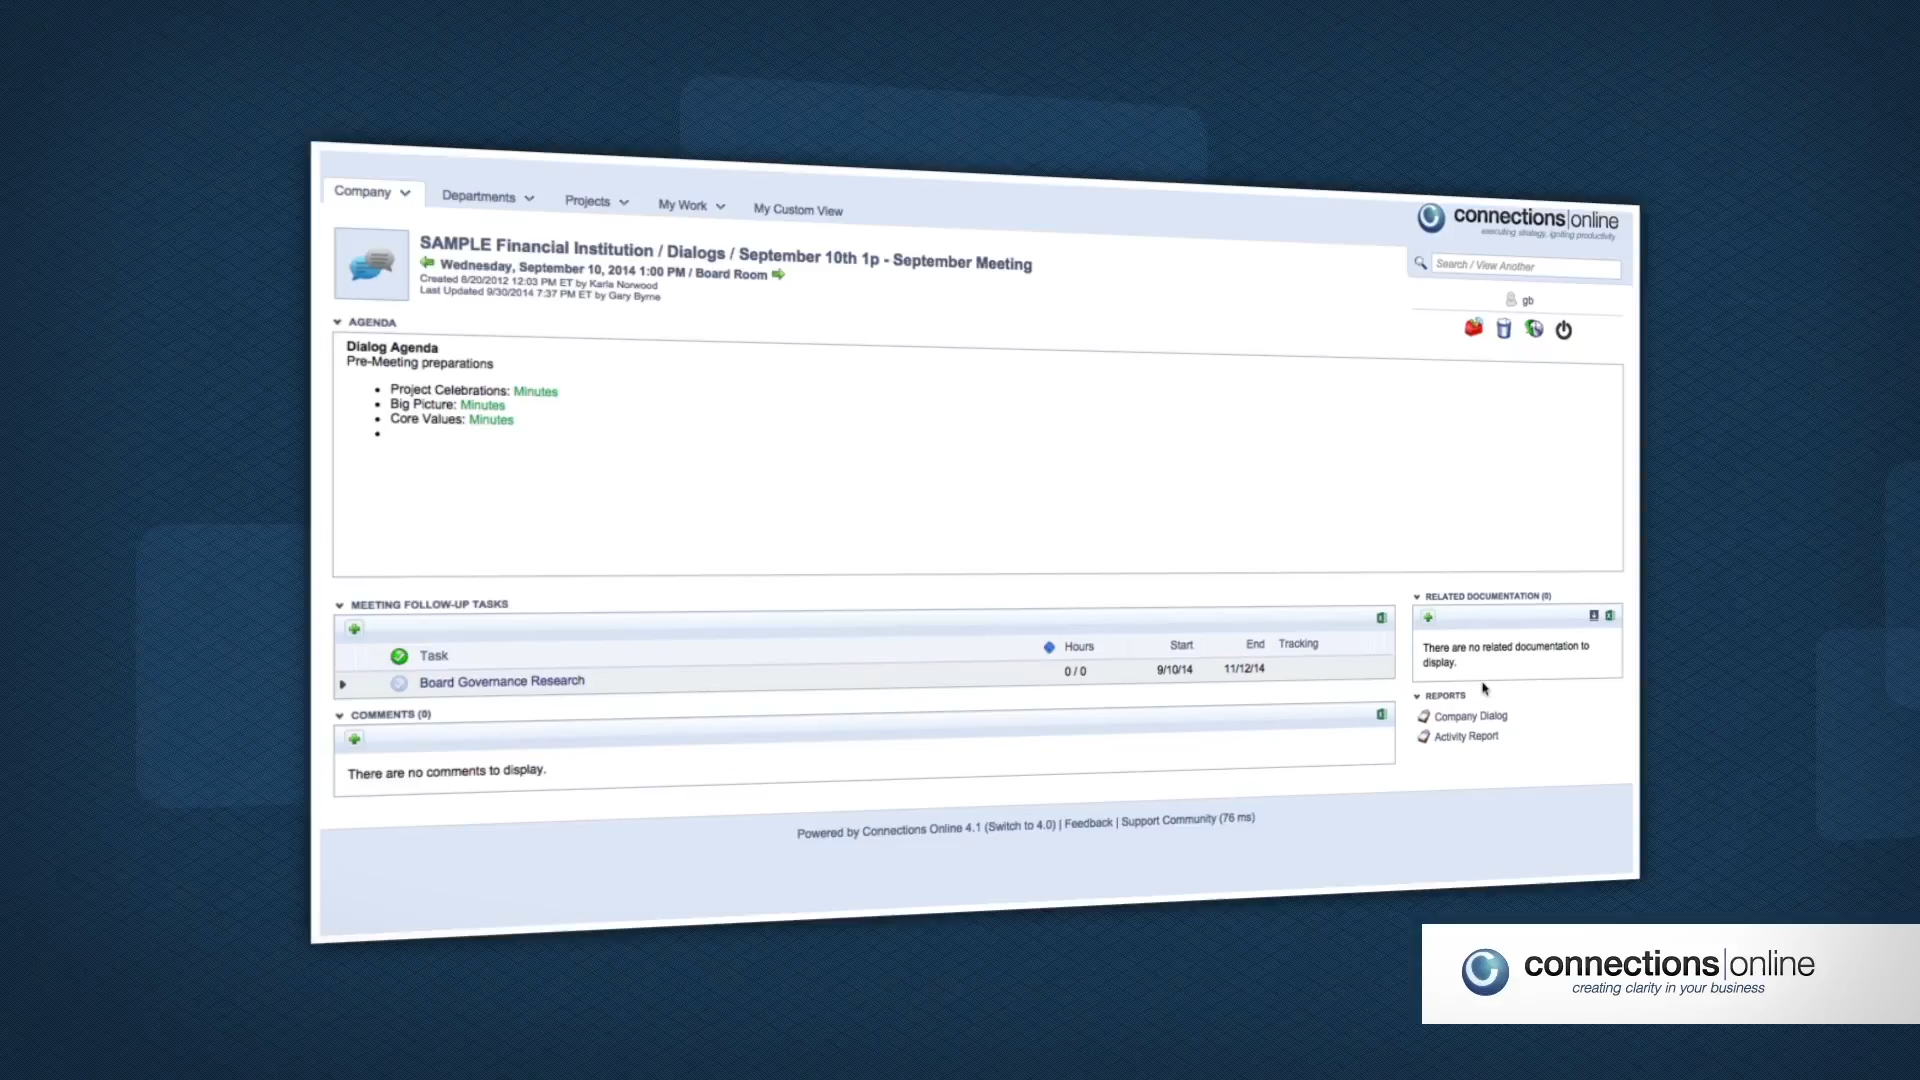 Company
Departments
Projects
My Work
My Custom View
connections|online
executing strategy, igniting productivity
SAMPLE Financial Institution / Dialogs / September 10th 1p - September Meeting
Wednesday, September 10, 2014 1:00 PM / Board Room
Created 8/20/2012 12:03 PM ET by Karla Norwood
Last Updated 9/30/2014 7:37 PM ET by Gary Byrne
Search / View Another
gb
AGENDA
Dialog Agenda
Pre-Meeting preparations
• Project Celebrations: Minutes
• Big Picture: Minutes
• Core Values: Minutes
•
MEETING FOLLOW-UP TASKS
Task Hours Start End Tracking
Board Governance Research 0 / 0 9/10/14 11/12/14
COMMENTS (0)
There are no comments to display.
RELATED DOCUMENTATION (0)
There are no related documentation to
display.
REPORTS
Company Dialog
Activity Report
Powered by Connections Online 4.1 (Switch to 4.0) | Feedback | Support Community (76 ms)
connections|online
creating clarity in your business